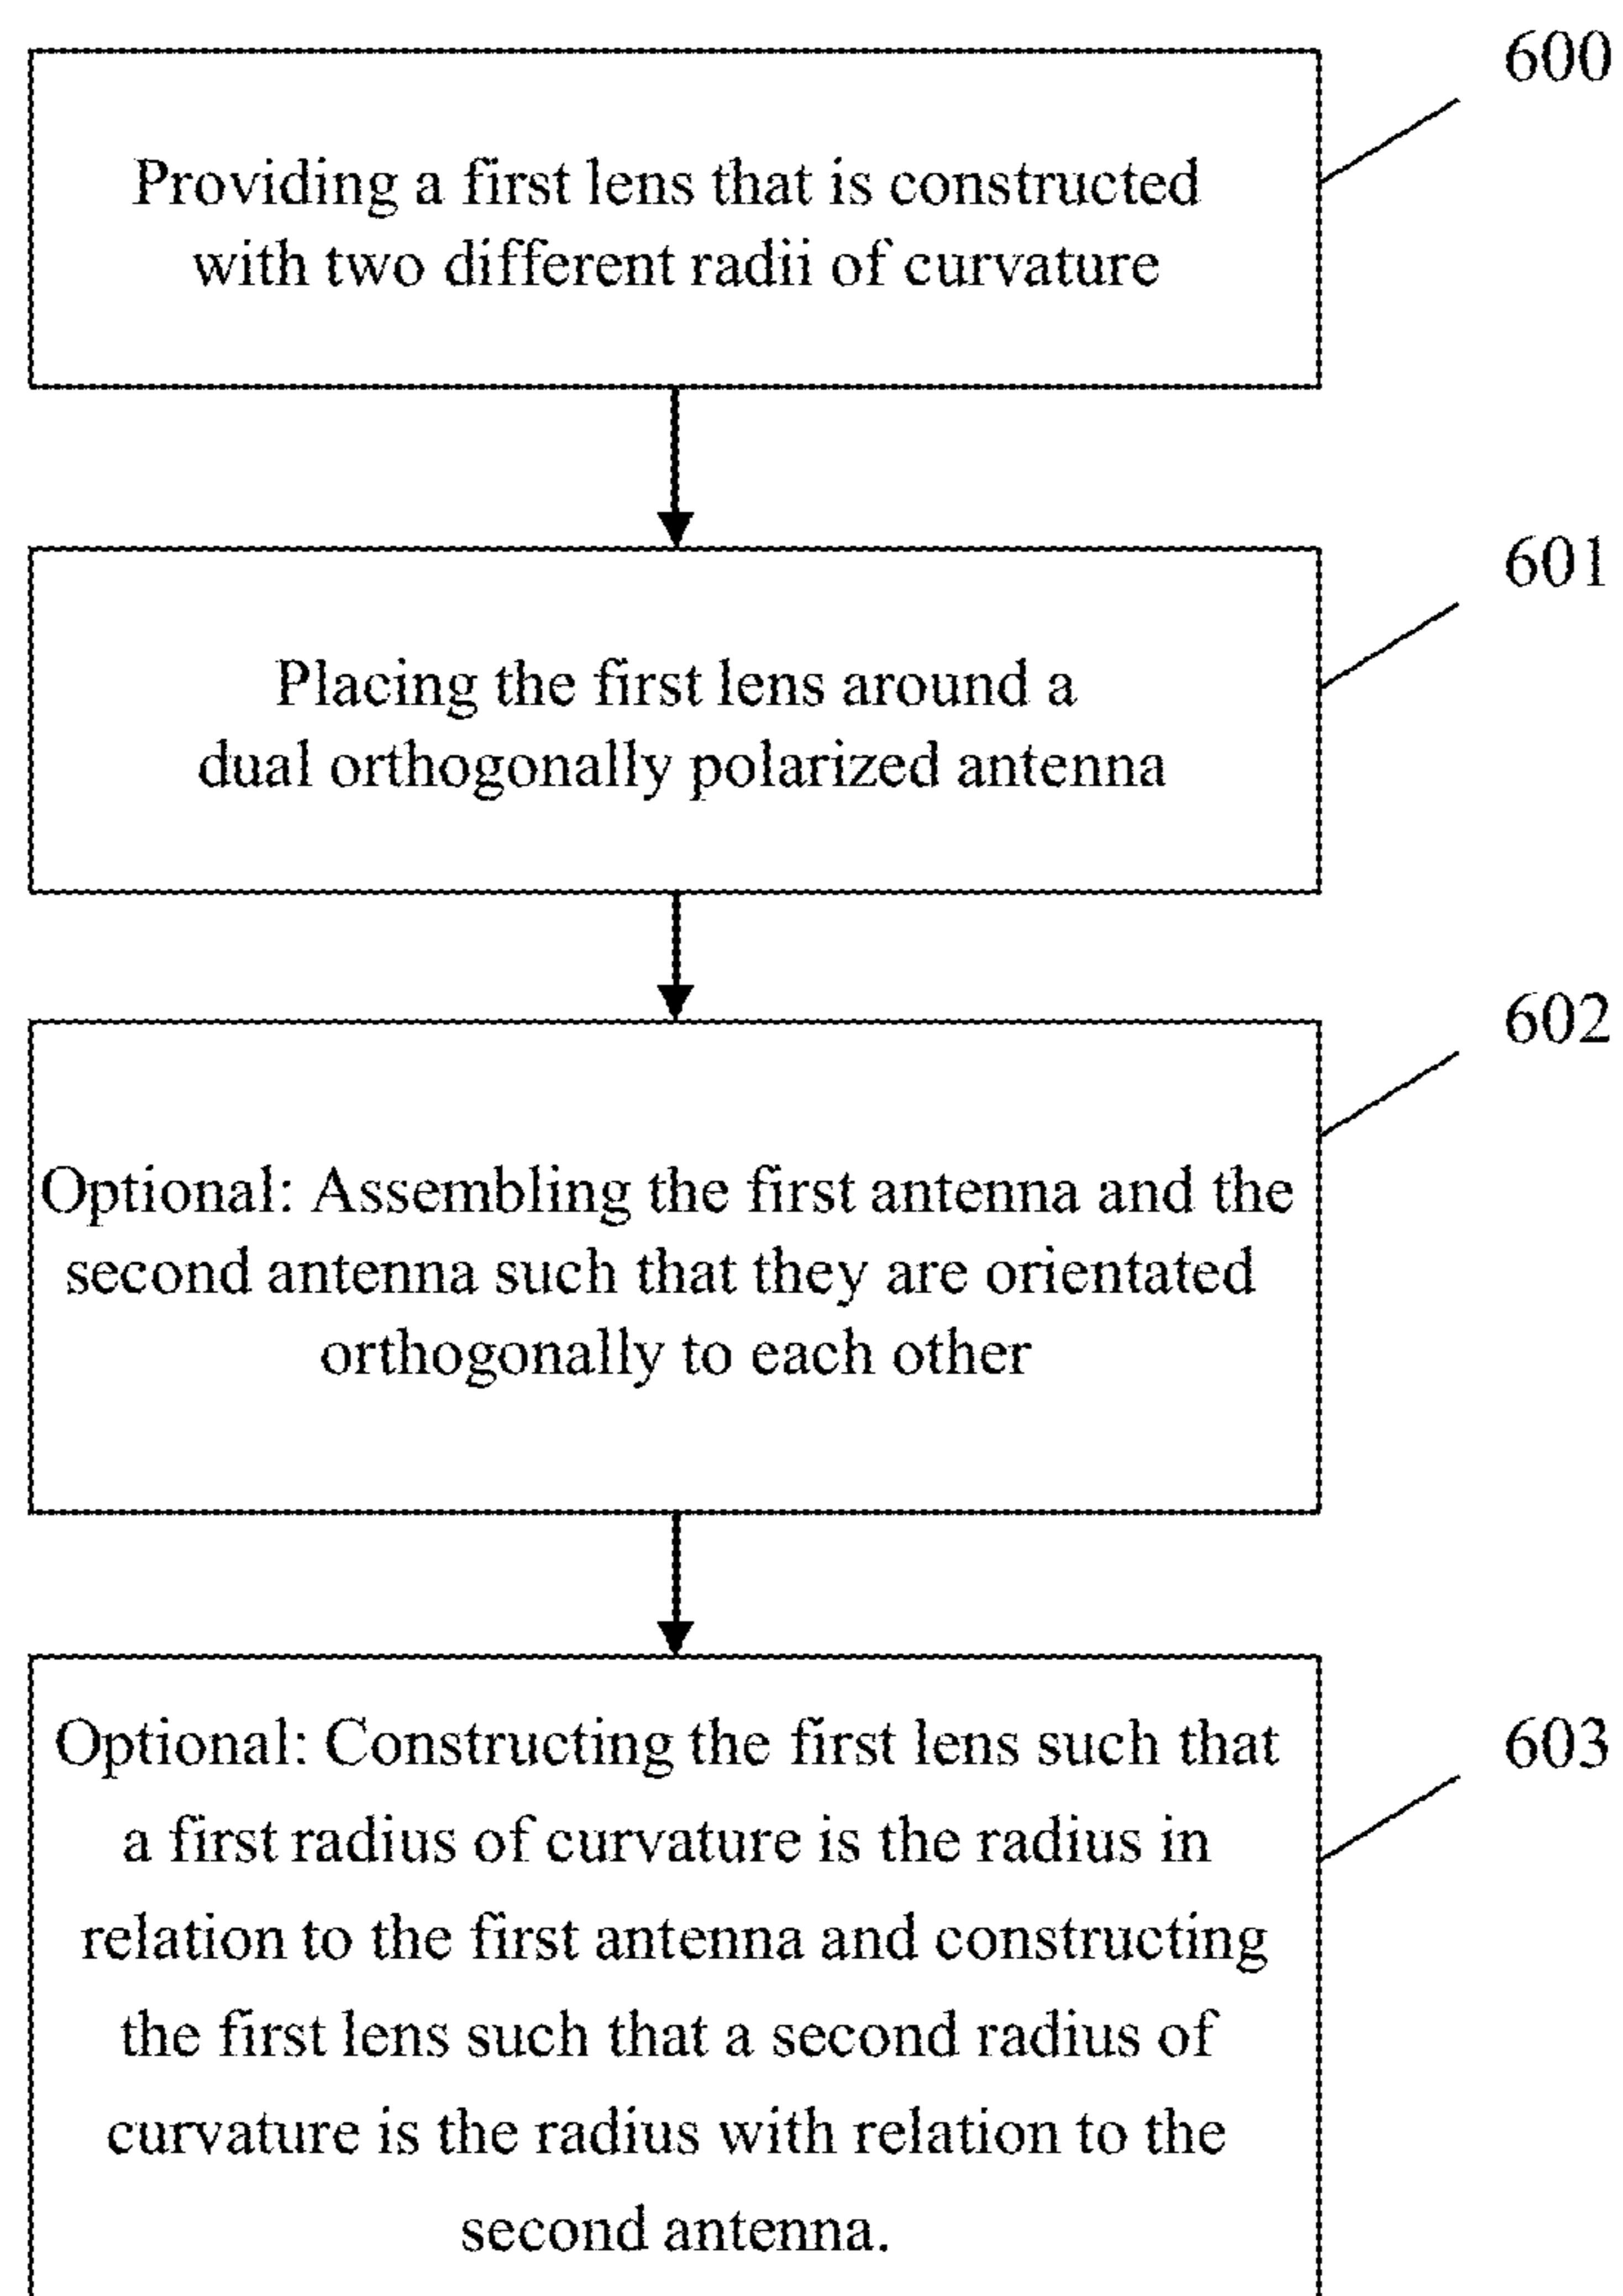 600
Providing a first lens that is constructed
with two different radii of curvature
601
Placing the first lens around a
dual orthogonally polarized antenna
602
Optional: Assembling the first antenna and the
second antenna such that they are orientated
orthogonally to each other
603
Optional: Constructing the first lens such that
a first radius of curvature is the radius in
relation to the first antenna and constructing
the first lens such that a second radius of
curvature is the radius with relation to the
second antenna.